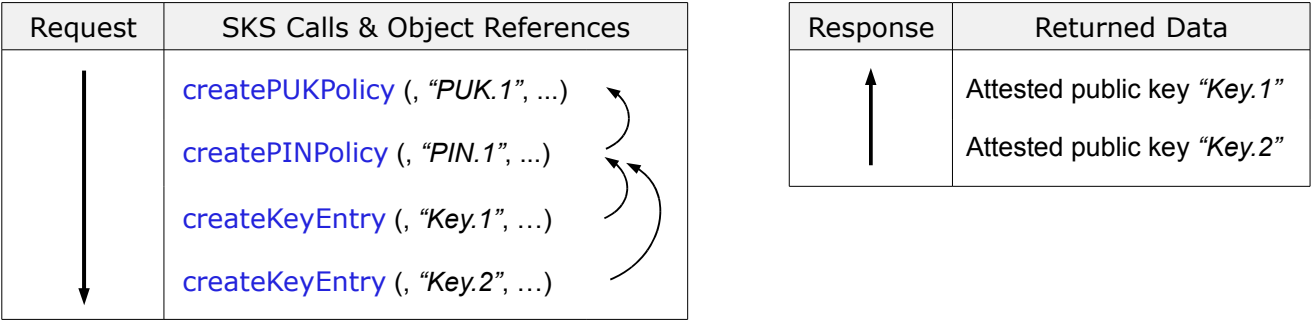 Request
SKS Calls & Object References
createPUKPolicy (, “PUK.1”, ...)
createPINPolicy (, “PIN.1”, ...)
createKeyEntry (, “Key.1”, …)
createKeyEntry (, “Key.2”, …)
Response
Returned Data
Attested public key “Key.1”
Attested public key “Key.2”